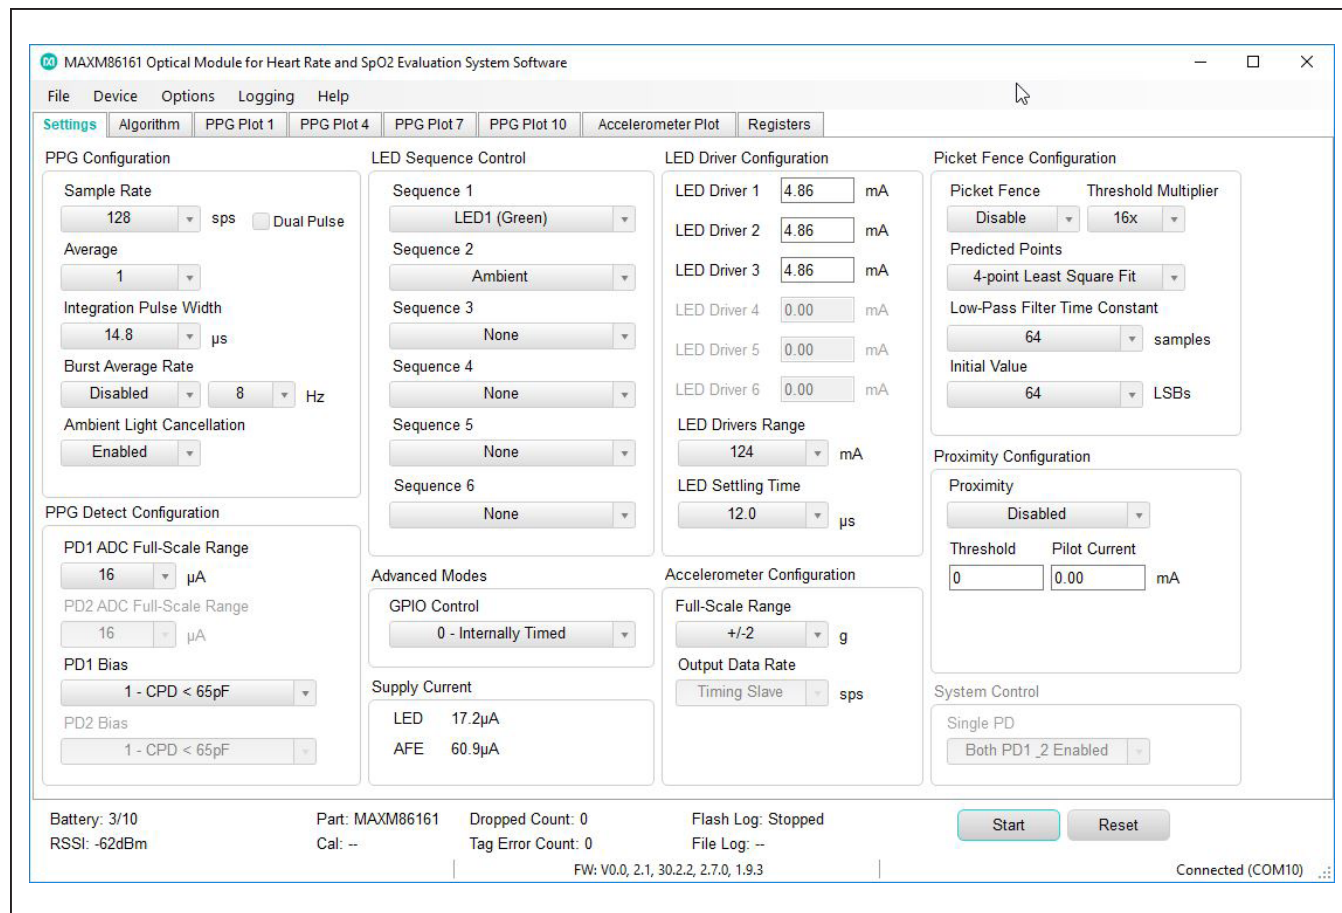 MAXM86161 Optical Module for Heart Rate and SpO2 Evaluation System Software
File Device Options Logging Help
Settings Algorithm PPG Plot 1 PPG Plot 4 PPG Plot 7 PPG Plot 10 Accelerometer Plot Registers
PPG Configuration
Sample Rate
128 sps Dual Pulse
Average
1
Integration Pulse Width
14.8 µs
Burst Average Rate
Disabled 8 Hz
Ambient Light Cancellation
Enabled
PPG Detect Configuration
PD1 ADC Full-Scale Range
16 µA
PD2 ADC Full-Scale Range
16 µA
PD1 Bias
1 - CPD < 65pF
PD2 Bias
1 - CPD < 65pF
LED Sequence Control
Sequence 1
LED1 (Green)
Sequence 2
Ambient
Sequence 3
None
Sequence 4
None
Sequence 5
None
Sequence 6
None
Advanced Modes
GPIO Control
0 - Internally Timed
Supply Current
LED 17.2µA
AFE 60.9µA
LED Driver Configuration
LED Driver 1 4.86 mA
LED Driver 2 4.86 mA
LED Driver 3 4.86 mA
LED Driver 4 0.00 mA
LED Driver 5 0.00 mA
LED Driver 6 0.00 mA
LED Drivers Range
124 mA
LED Settling Time
12.0 µs
Accelerometer Configuration
Full-Scale Range
+/-2 g
Output Data Rate
Timing Slave sps
Picket Fence Configuration
Picket Fence Threshold Multiplier
Disable 16x
Predicted Points
4-point Least Square Fit
Low-Pass Filter Time Constant
64 samples
Initial Value
64 LSBs
Proximity Configuration
Proximity
Disabled
Threshold Pilot Current
0 0.00 mA
System Control
Single PD
Both PD1_2 Enabled
Battery: 3/10 Part: MAXM86161 Dropped Count: 0 Flash Log: Stopped
RSSI: -62dBm Cal: -- Tag Error Count: 0 File Log: --
Start Reset
FW: V0.0, 2.1, 30.2.2, 2.7.0, 1.9.3 Connected (COM10)